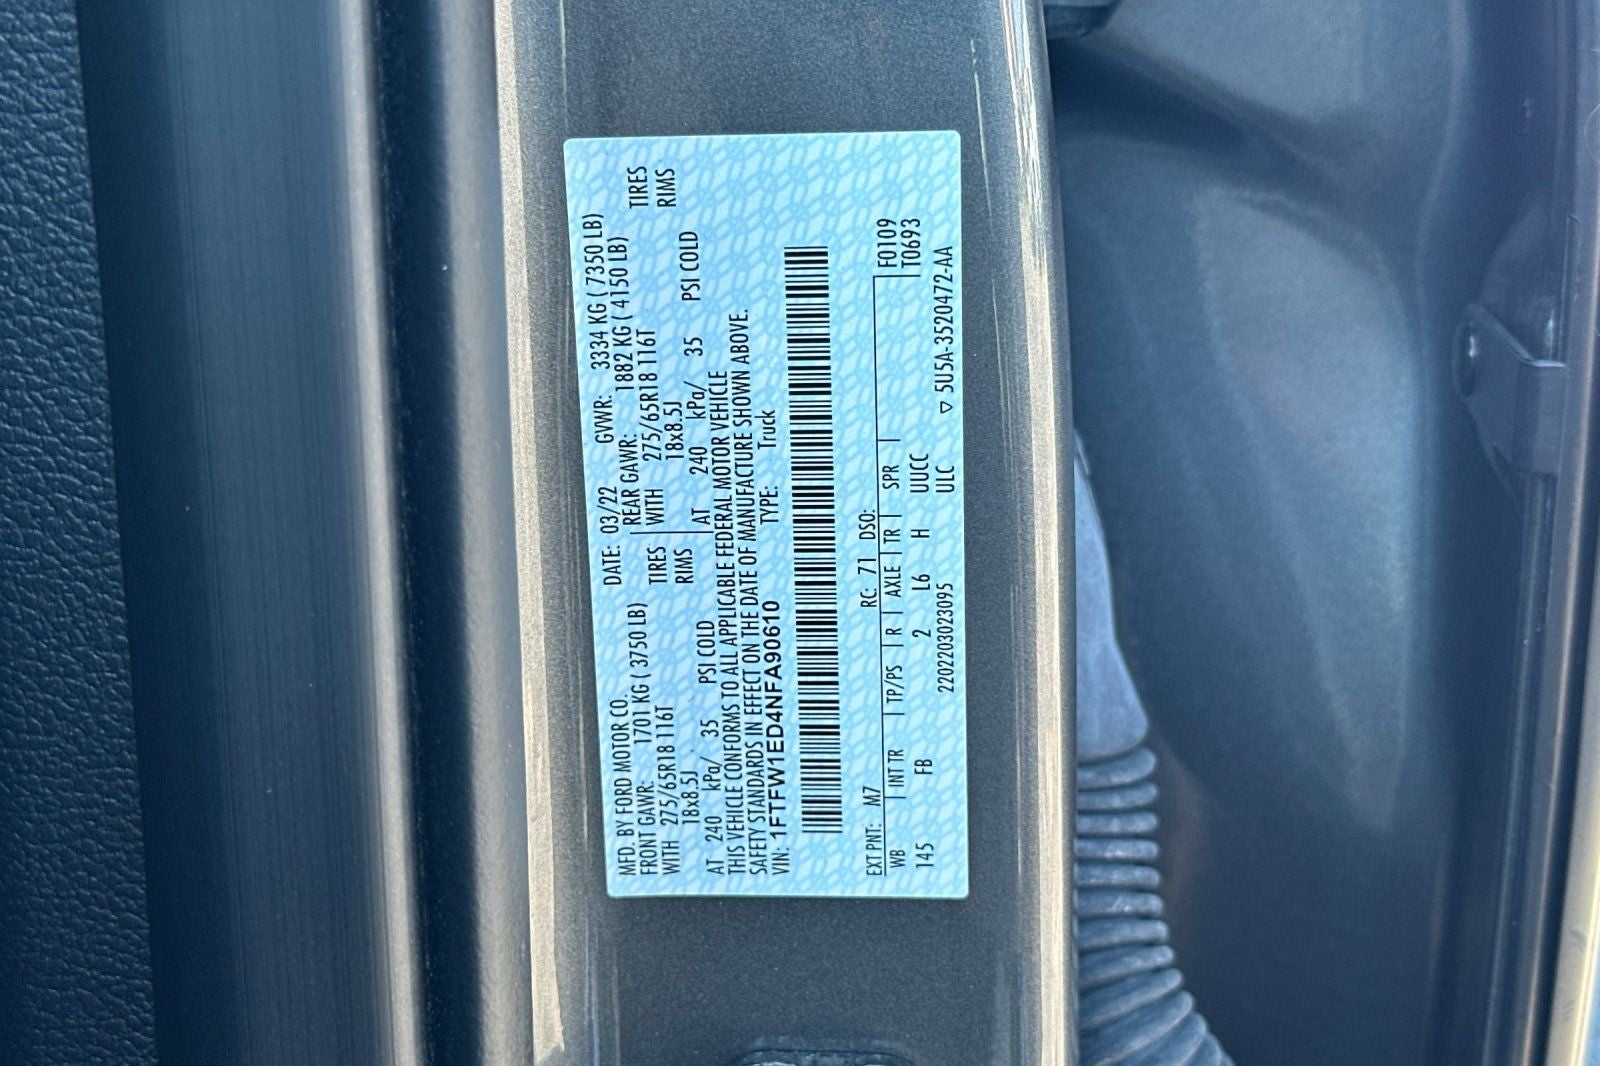 MFD. BY FORD MOTOR CO. DATE: 03/22 GVWR: 3334 KG ( 7350 LB)
FRONT GAWR: 1701 KG ( 3750 LB) REAR GAWR: 1882 KG ( 4150 LB)
WITH 275/65R18 116T TIRES WITH 275/65R18 116T TIRES
18x8.5J RIMS 18x8.5J RIMS
AT 240 kPa/ 35 PSI COLD AT 240 kPa/ 35 PSI COLD
THIS VEHICLE CONFORMS TO ALL APPLICABLE FEDERAL MOTOR VEHICLE
SAFETY STANDARDS IN EFFECT ON THE DATE OF MANUFACTURE SHOWN ABOVE.
VIN: 1FTFW1ED4NFA90610 TYPE: Truck
EXT PNT: M7 RC: 71 DSO: F0109
WB INT TR TP/PS R AXLE TR SPR T0693
145 FB 2 L6 H UUCC
2202203023095 ULC ▽ 5U5A-3520472-AA